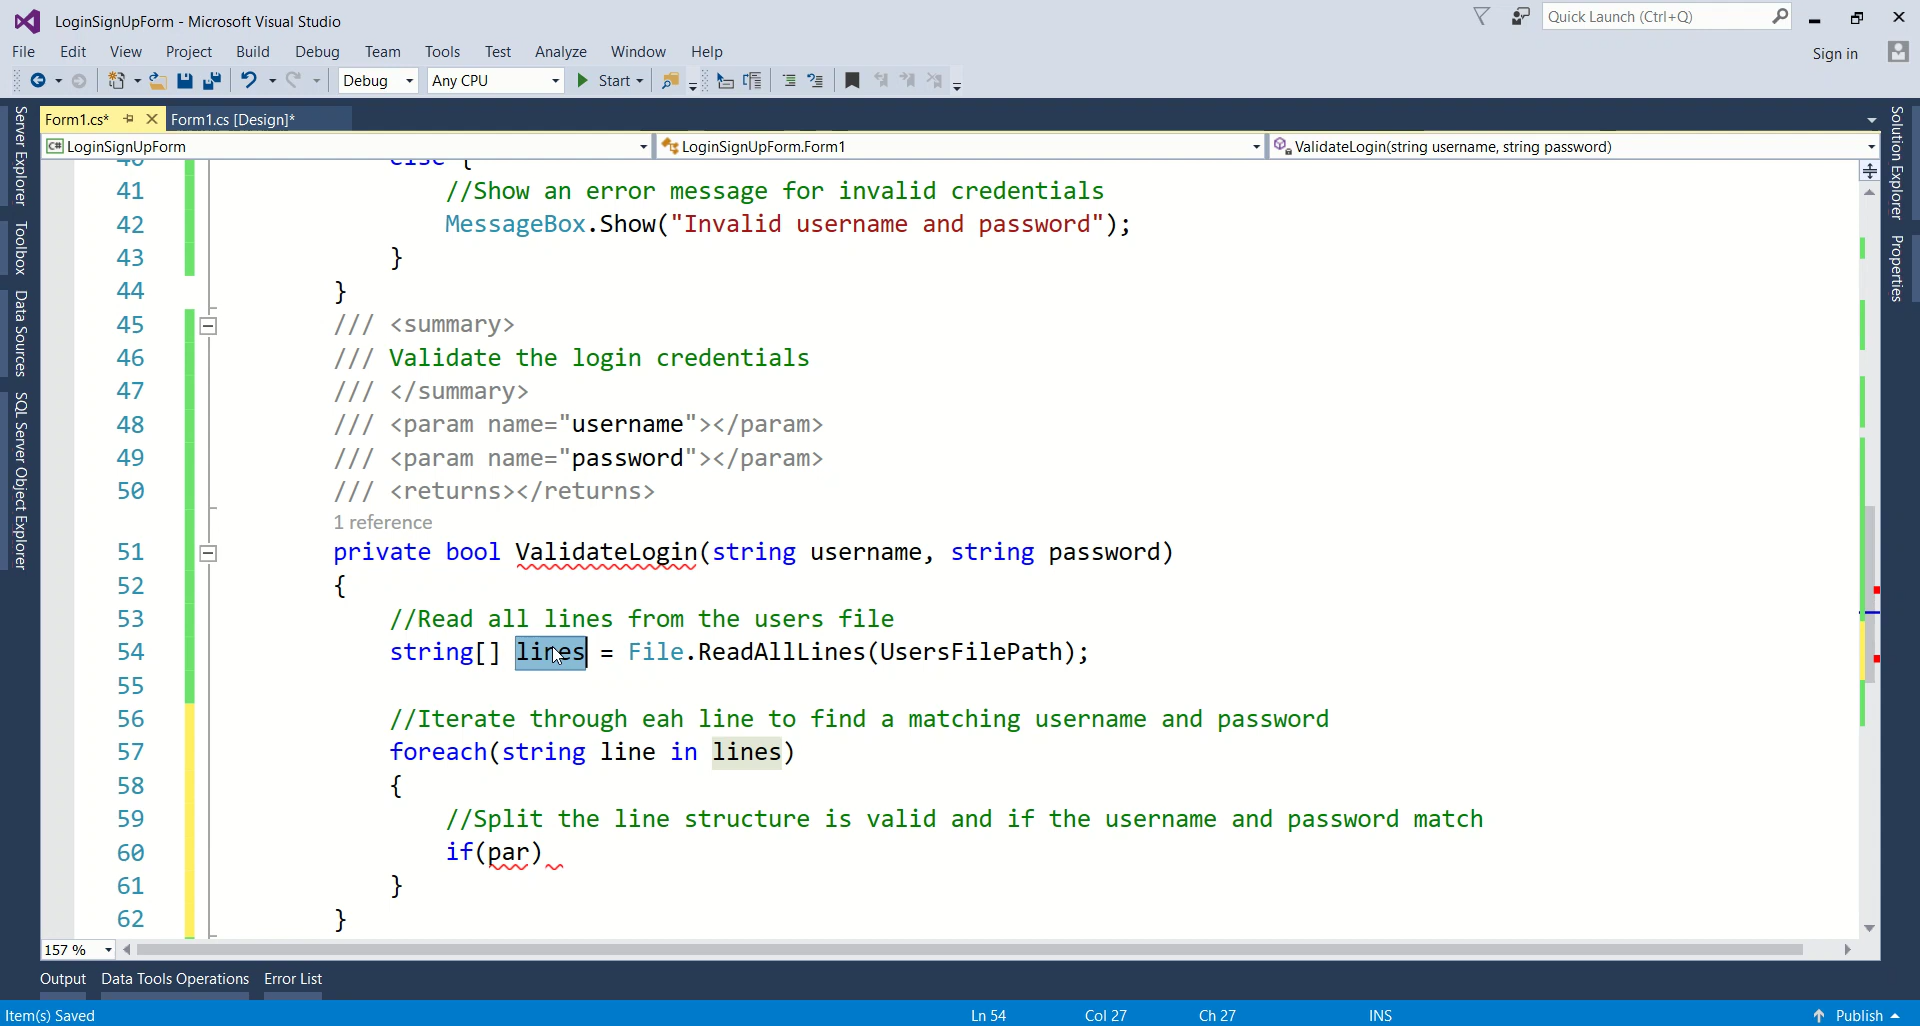 LoginSignUpForm - Microsoft Visual Studio
Quick Launch (Ctrl+Q)
File Edit View Project Build Debug Team Tools Test Analyze Window Help
Sign in
Debug Any CPU Start
Form1.cs* Form1.cs [Design]*
LoginSignUpForm LoginSignUpForm.Form1 ValidateLogin(string username, string password)
Server Explorer
Toolbox
Data Sources
SQL Server Object Explorer
Solution Explorer
Properties
40 else {
41 //Show an error message for invalid credentials
42 MessageBox.Show("Invalid username and password");
43 }
44 }
45 /// <summary>
46 /// Validate the login credentials
47 /// </summary>
48 /// <param name="username"></param>
49 /// <param name="password"></param>
50 /// <returns></returns>
1 reference
51 private bool ValidateLogin(string username, string password)
52 {
53 //Read all lines from the users file
54 string[] lines = File.ReadAllLines(UsersFilePath);
55
56 //Iterate through eah line to find a matching username and password
57 foreach(string line in lines)
58 {
59 //Split the line structure is valid and if the username and password match
60 if(par)
61 }
62 }
157 %
Output Data Tools Operations Error List
Item(s) Saved Ln 54 Col 27 Ch 27 INS Publish